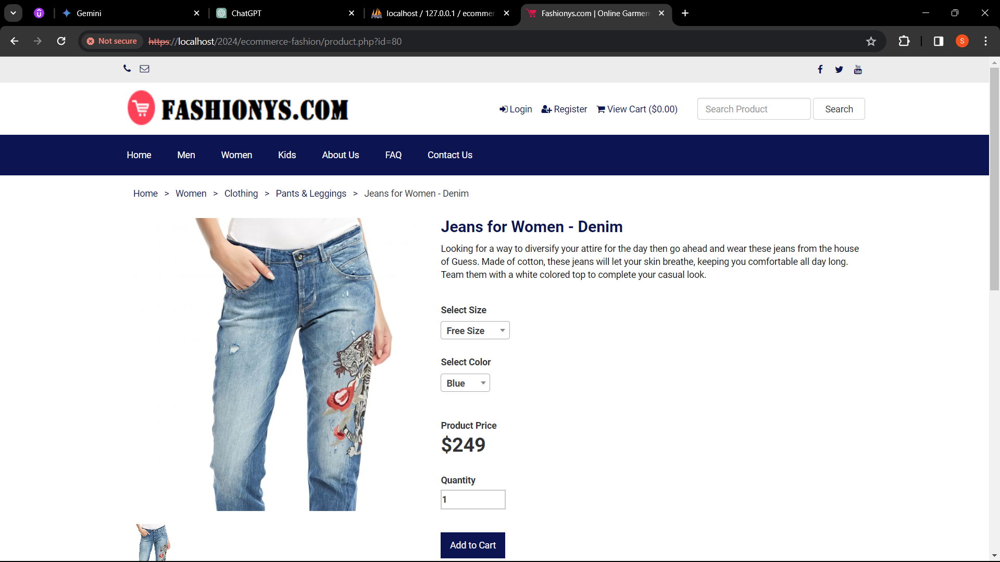 Gemini
ChatGPT
localhost / 127.0.0.1 / ecommer
Fashionys.com | Online Garmen
Not secure
https://localhost/2024/ecommerce-fashion/product.php?id=80
S
You
Tube
FASHIONYS.COM
Login
Register
View Cart ($0.00)
Search Product
Search
Home
Men
Women
Kids
About Us
FAQ
Contact Us
Home > Women > Clothing > Pants & Leggings > Jeans for Women - Denim
Jeans for Women - Denim
Looking for a way to diversify your attire for the day then go ahead and wear these jeans from the house
of Guess. Made of cotton, these jeans will let your skin breathe, keeping you comfortable all day long.
Team them with a white colored top to complete your casual look.
Select Size
Free Size
Select Color
Blue
Product Price
$249
Quantity
1
Add to Cart